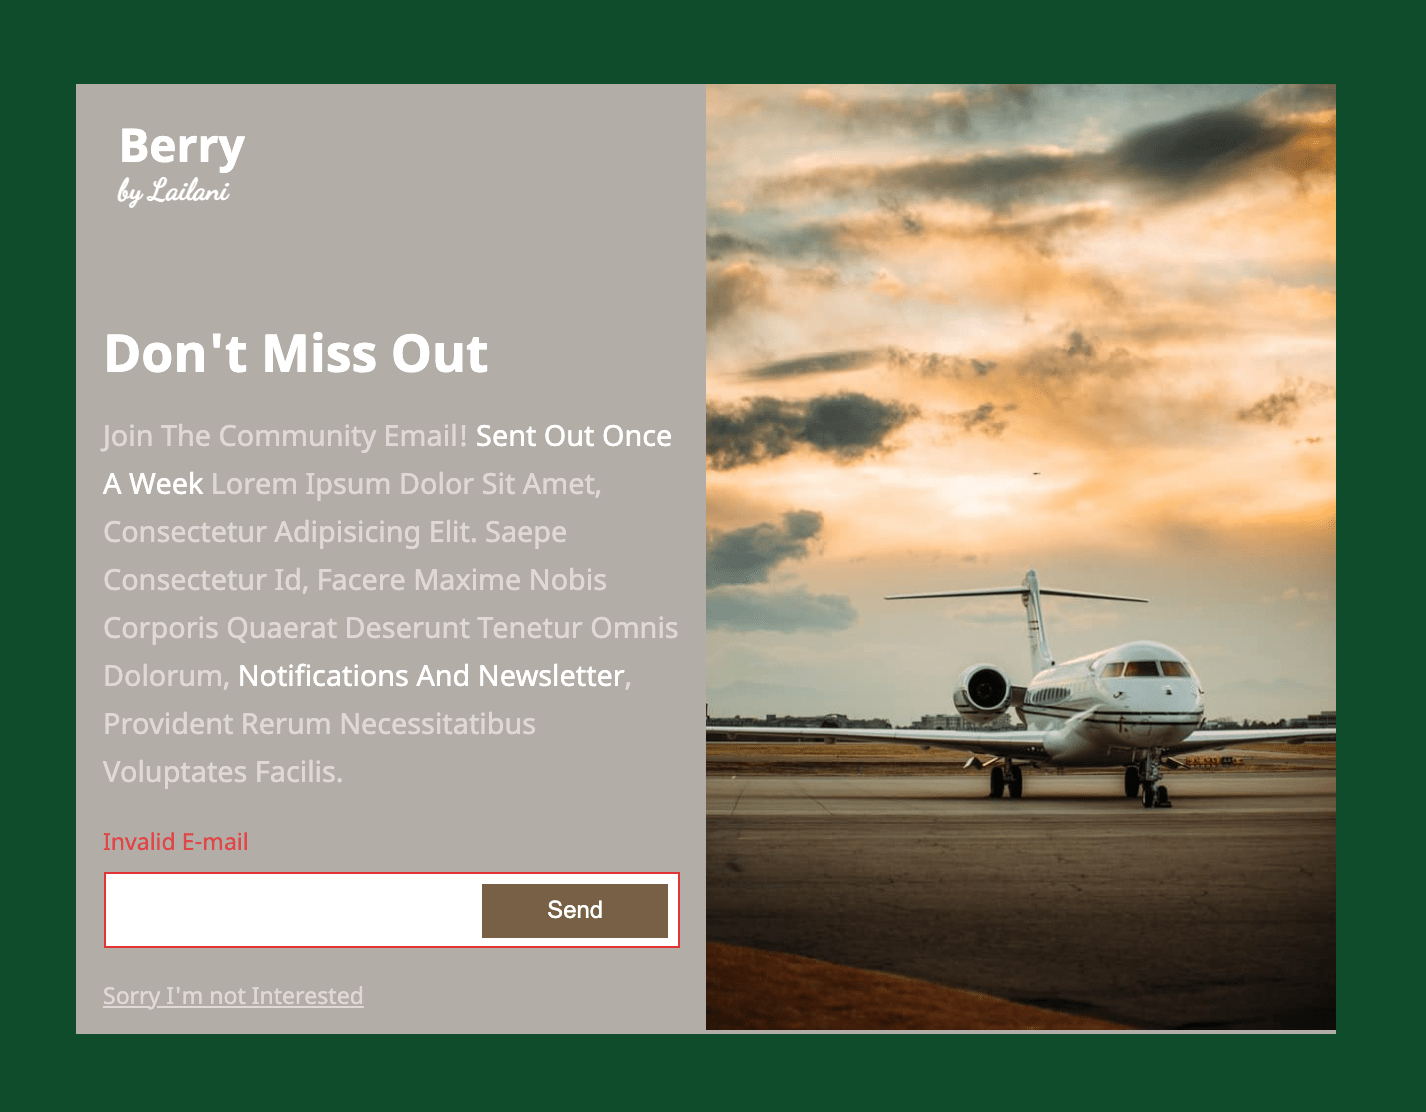 Berry
by Lailani
Don't Miss Out
Join The Community Email! Sent Out Once
A Week Lorem Ipsum Dolor Sit Amet,
Consectetur Adipisicing Elit. Saepe
Consectetur Id, Facere Maxime Nobis
Corporis Quaerat Deserunt Tenetur Omnis
Dolorum, Notifications And Newsletter,
Provident Rerum Necessitatibus
Voluptates Facilis.
Invalid E-mail
Send
Sorry I'm not Interested